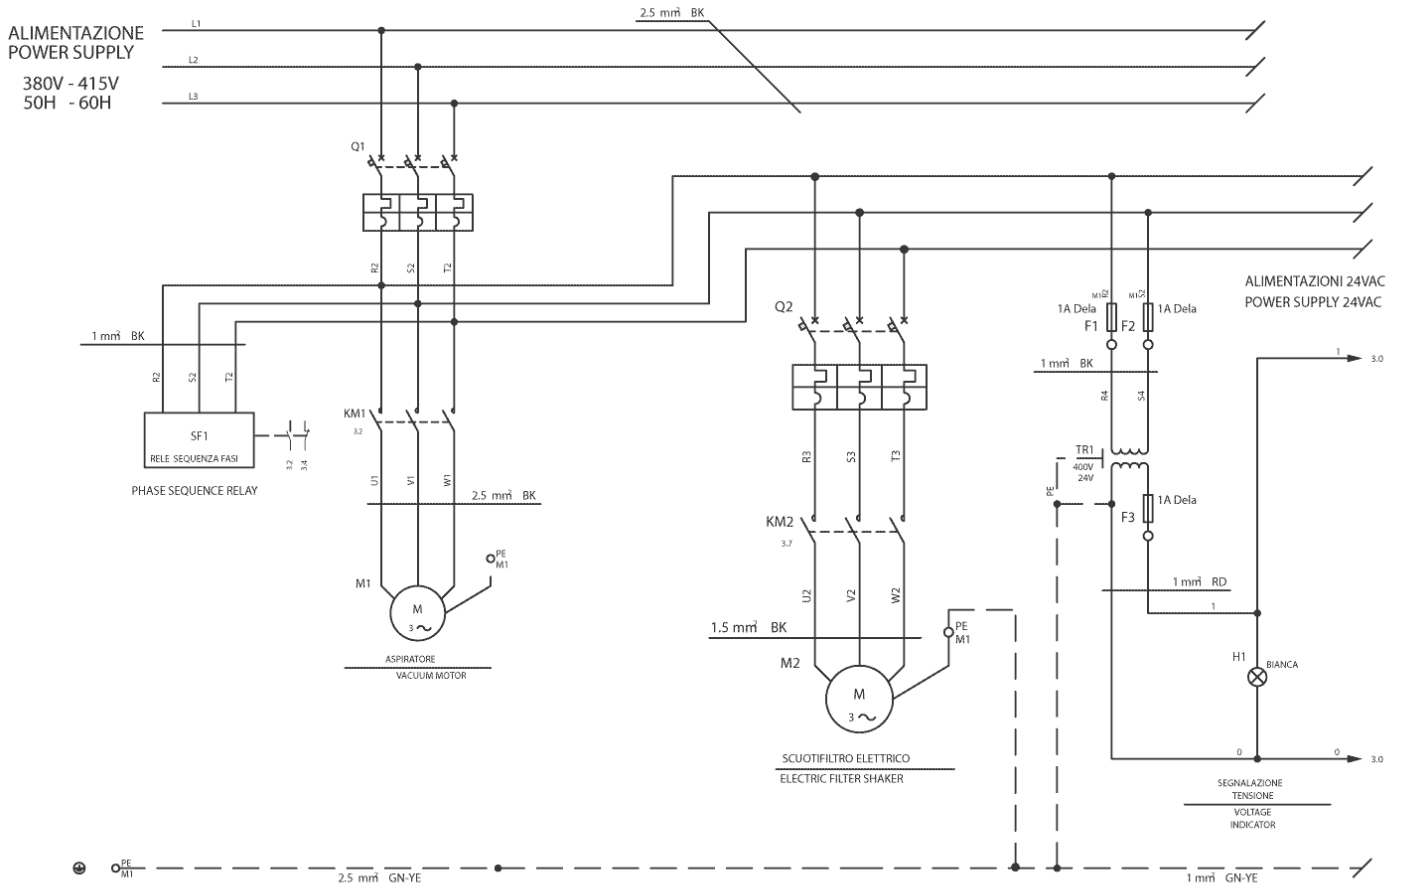 ALIMENTAZIONE
POWER SUPPLY
380V - 415V
50H - 60H
L1
L2
L3
2.5 mm² BK
Q1
R2
S2
T2
1 mm² BK
R2
S2
T2
SF1
RELE SEQUENZA FASI
PHASE SEQUENCE RELAY
3.2
3.4
KM1
3.2
U1
V1
W1
2.5 mm² BK
M1
M
3
PE
M1
ASPIRATORE
VACUUM MOTOR
Q2
R3
S3
T3
KM2
3.7
U2
V2
W2
1.5 mm² BK
M2
M
3
PE
M1
SCUOTIFILTRO ELETTRICO
ELECTRIC FILTER SHAKER
ALIMENTAZIONI 24VAC
POWER SUPPLY 24VAC
M1
R2
M1
S2
1A Dela
F1
F2
1A Dela
1 mm² BK
R4
S4
TR1
400V
24V
PE
1A Dela
F3
1 mm² RD
1
1
3.0
H1
BIANCA
0
0
3.0
SEGNALAZIONE
TENSIONE
VOLTAGE
INDICATOR
PE
M1
2.5 mm² GN-YE
1 mm² GN-YE